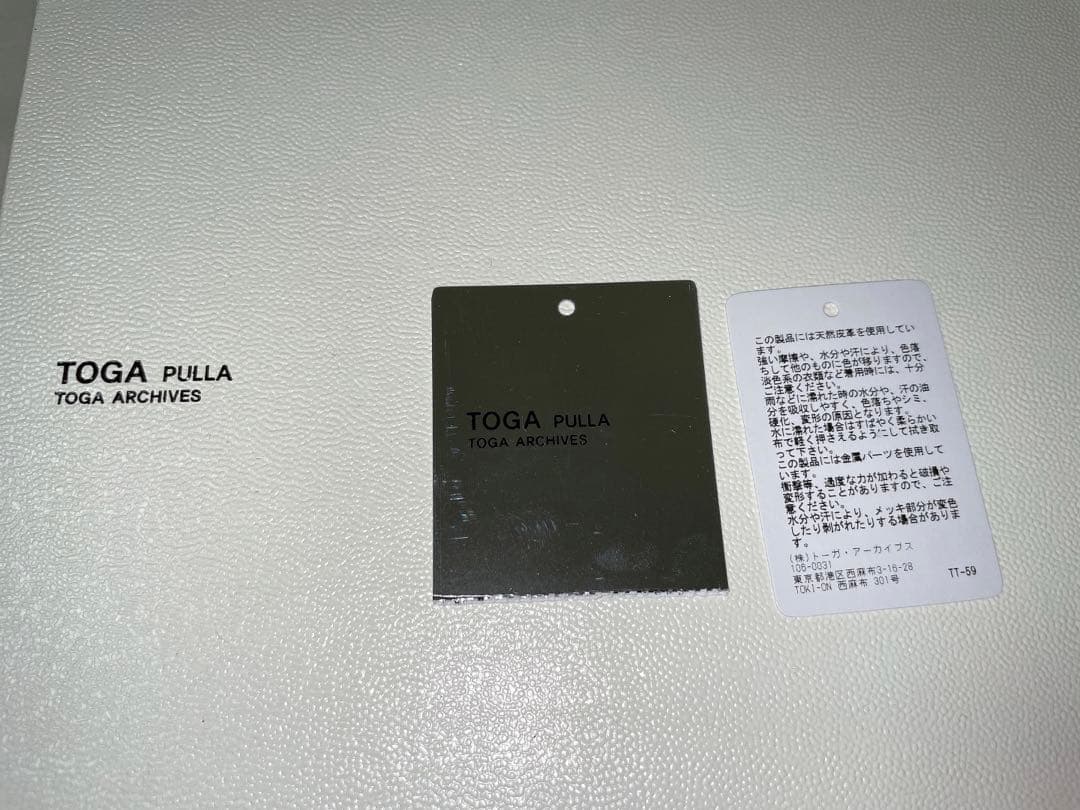 TOGA PULLA
TOGA ARCHIVES
TOGA PULLA
TOGA ARCHIVES
この製品には天然皮革を使用してい
ます。
強い摩擦や、水分や汗により、色落
ちして他のものに色が移りますので、
淡色系の衣類など着用時には、十分
ご注意ください。
雨などに濡れた時の水分や、汗の油
分を吸収しやすく、色落ちやシミ、
硬化、変形の原因となります。
水に濡れた場合はすばやく柔らかい
布で軽く押さえるようにして拭き取
って下さい。
この製品には金属パーツを使用して
います。
衝撃等、過度な力が加わると破損や
変形することがありますので、ご注
意ください。
水分や汗により、メッキ部分が変色
したり剥がれたりする場合がありま
す。
(株)トーガ・アーカイブス
106-0031
東京都港区西麻布3-16-28
TOKI-ON 西麻布 301号
TT-59